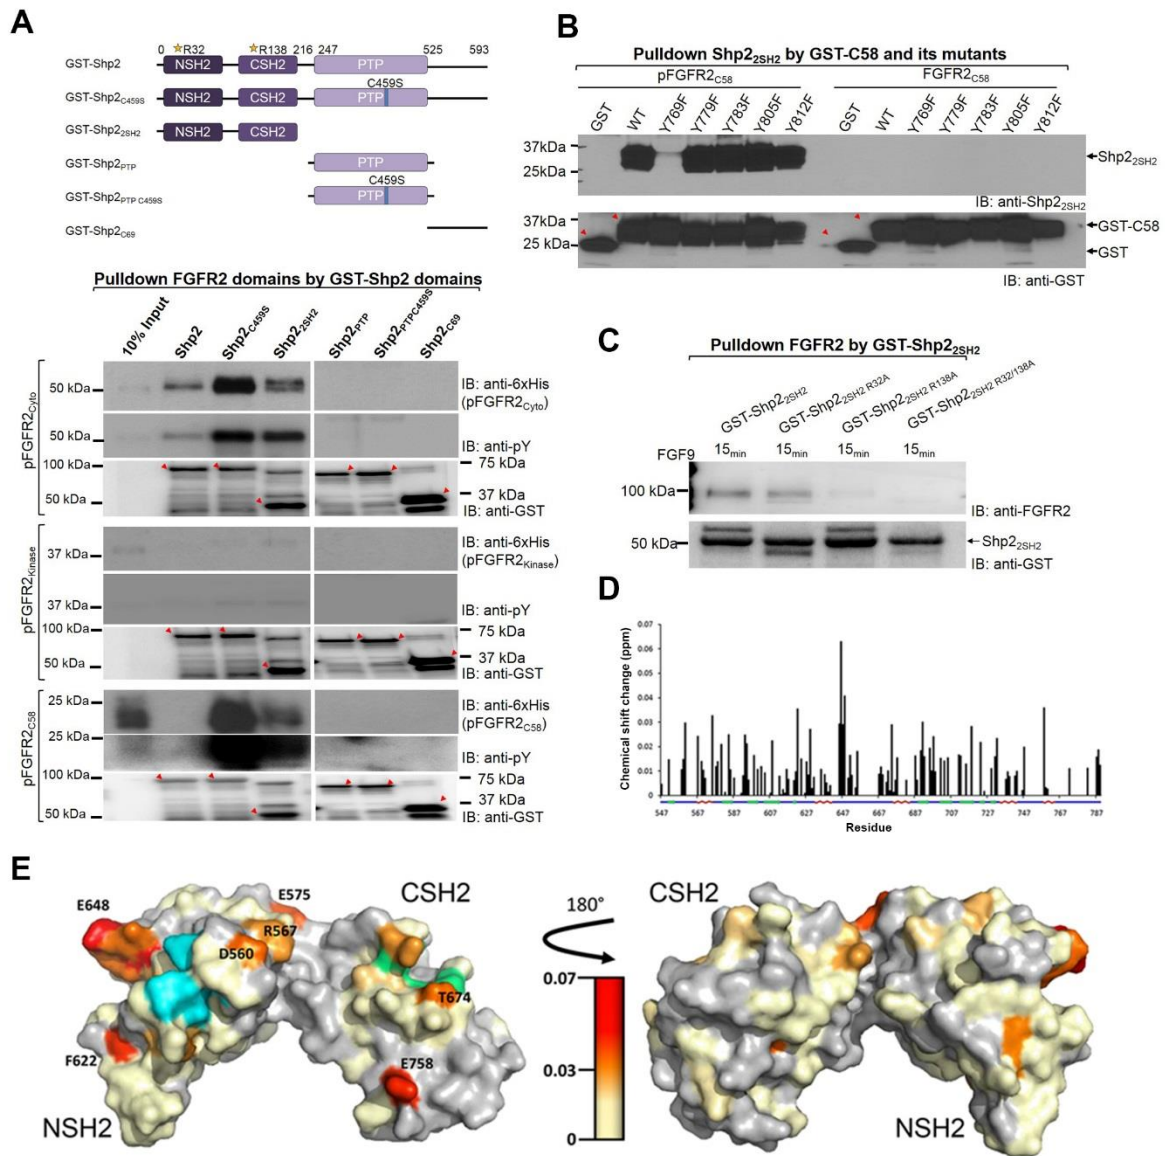 A
0 ☆R32 ☆R138 216 247 525 593
GST-Shp2 NSH2 CSH2 PTP
C459S
GST-Shp2C459S NSH2 CSH2 PTP
GST-Shp22SH2 NSH2 CSH2
GST-Shp2PTP PTP
C459S
GST-Shp2PTP C459S PTP
GST-Shp2C69
Pulldown FGFR2 domains by GST-Shp2 domains
10% Input Shp2 Shp2C459S Shp22SH2 Shp2PTP Shp2PTPC459S Shp2C69
pFGFR2Cyto
50 kDa
IB: anti-6xHis
(pFGFR2Cyto)
50 kDa
IB: anti-pY
100 kDa 75 kDa
37 kDa
50 kDa IB: anti-GST
pFGFR2Kinase
37 kDa
IB: anti-6xHis
(pFGFR2Kinase)
37 kDa
IB: anti-pY
100 kDa 75 kDa
37 kDa
50 kDa IB: anti-GST
pFGFR2C58
25 kDa
IB: anti-6xHis
(pFGFR2C58)
25 kDa
IB: anti-pY
100 kDa 75 kDa
37 kDa
50 kDa IB: anti-GST
B
Pulldown Shp22SH2 by GST-C58 and its mutants
pFGFR2C58 FGFR2C58
GST WT Y769F Y779F Y783F Y805F Y812F GST WT Y769F Y779F Y783F Y805F Y812F
37kDa
25kDa
Shp22SH2
IB: anti-Shp22SH2
37kDa
25 kDa
GST-C58
GST
IB: anti-GST
C
Pulldown FGFR2 by GST-Shp22SH2
GST-Shp22SH2 GST-Shp22SH2 R32A GST-Shp22SH2 R138A GST-Shp22SH2 R32/138A
FGF9 15min 15min 15min 15min
100 kDa
IB: anti-FGFR2
50 kDa Shp22SH2
IB: anti-GST
D
Chemical shift change (ppm)
0.07
0.06
0.05
0.04
0.03
0.02
0.01
0
547 567 587 607 627 647 667 687 707 727 747 767 787
Residue
E
E648 E575 CSH2
R567
D560
T674
F622 E758
NSH2
180°
0.07
0.03
0
CSH2
NSH2